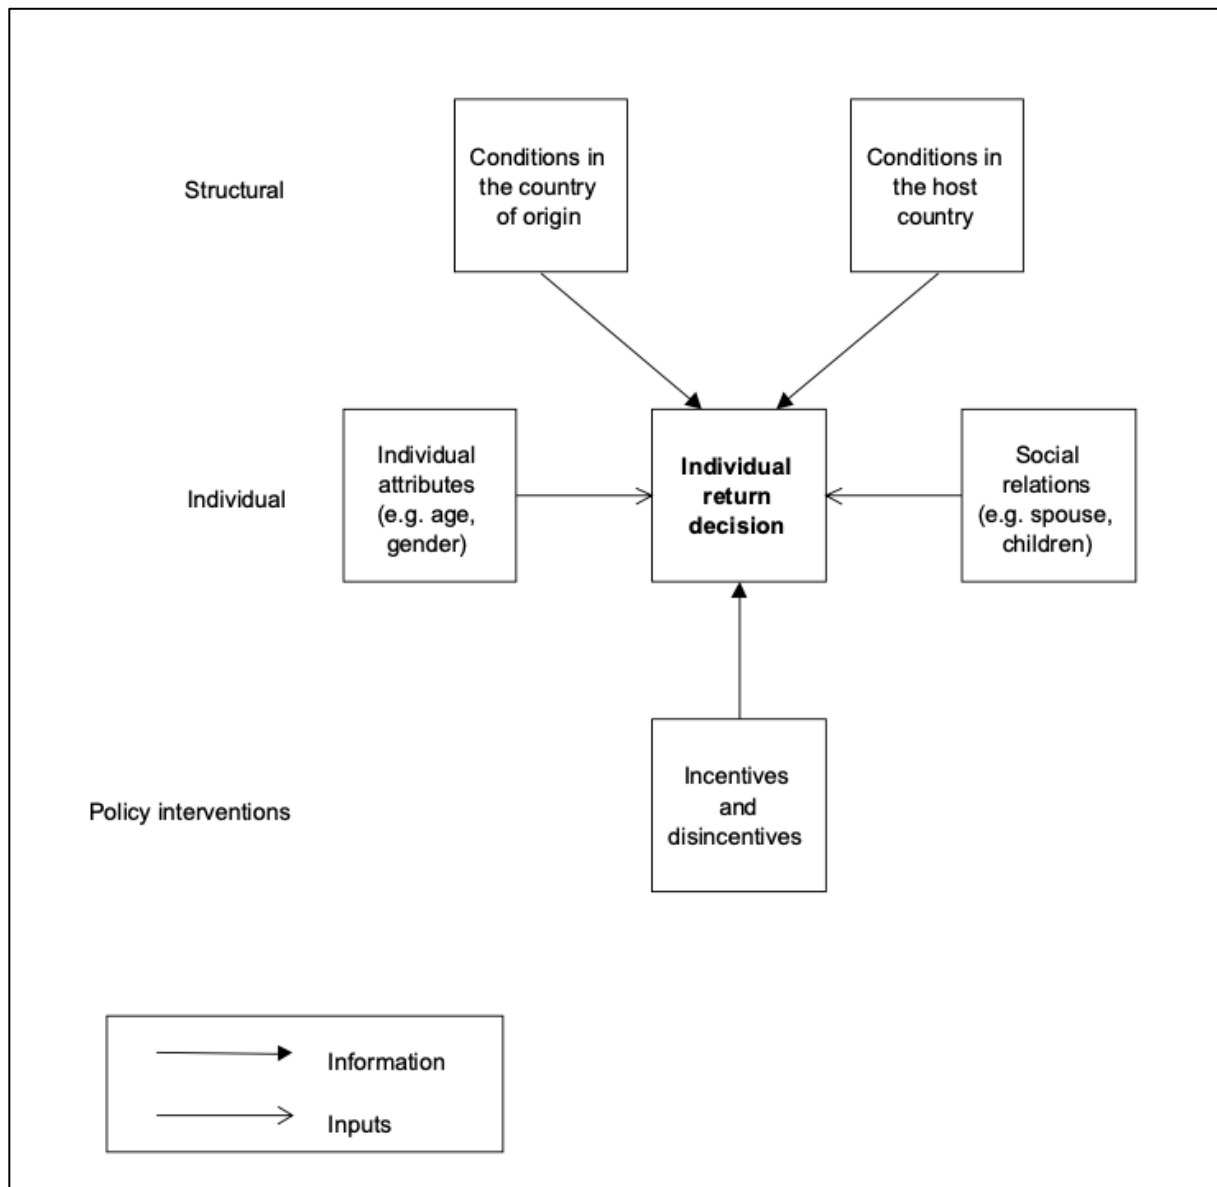 Structural
Conditions in
the country
of origin
Conditions in
the host
country
Individual
Individual
attributes
(e.g. age,
gender)
Individual
return
decision
Social
relations
(e.g. spouse,
children)
Policy interventions
Incentives
and
disincentives
Information
Inputs